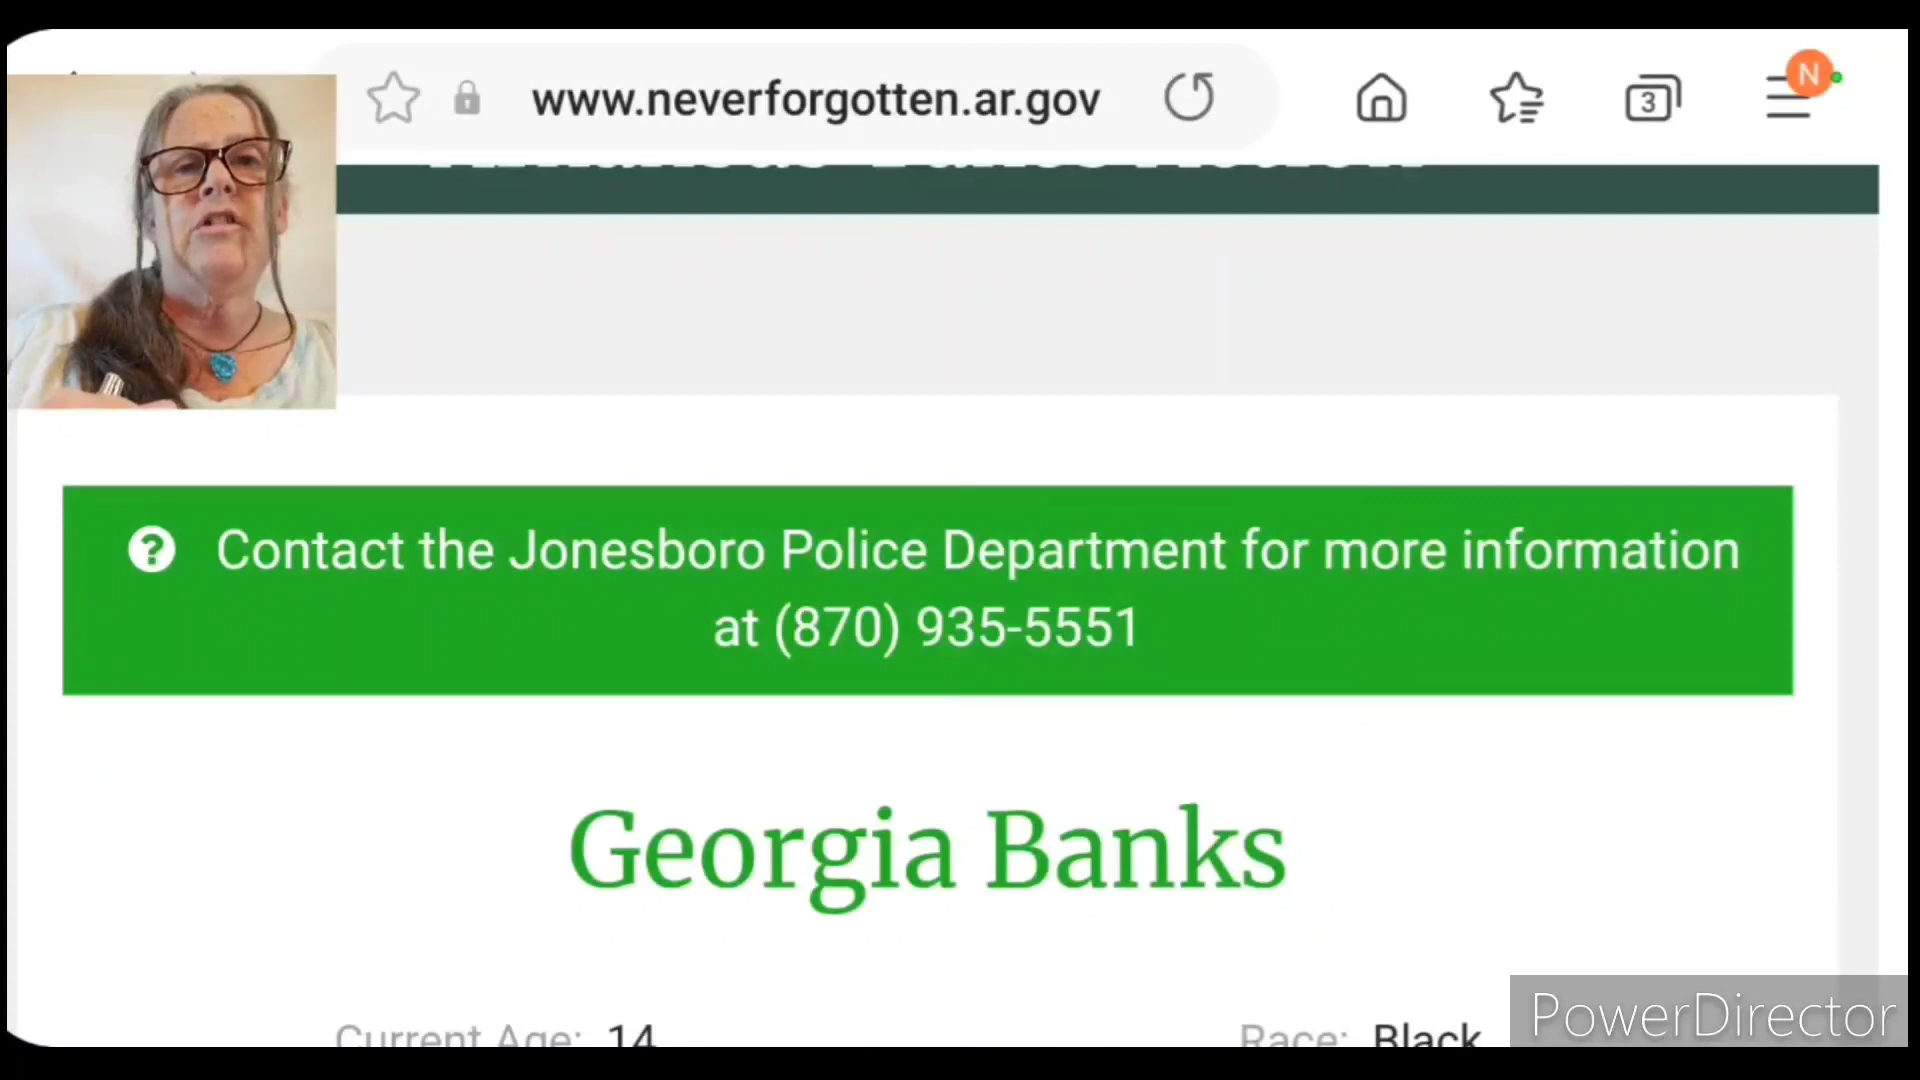 www.neverforgotten.ar.gov
3
N
Contact the Jonesboro Police Department for more information
at (870) 935-5551
Georgia Banks
Current Age: 14
Race: Black
PowerDirector